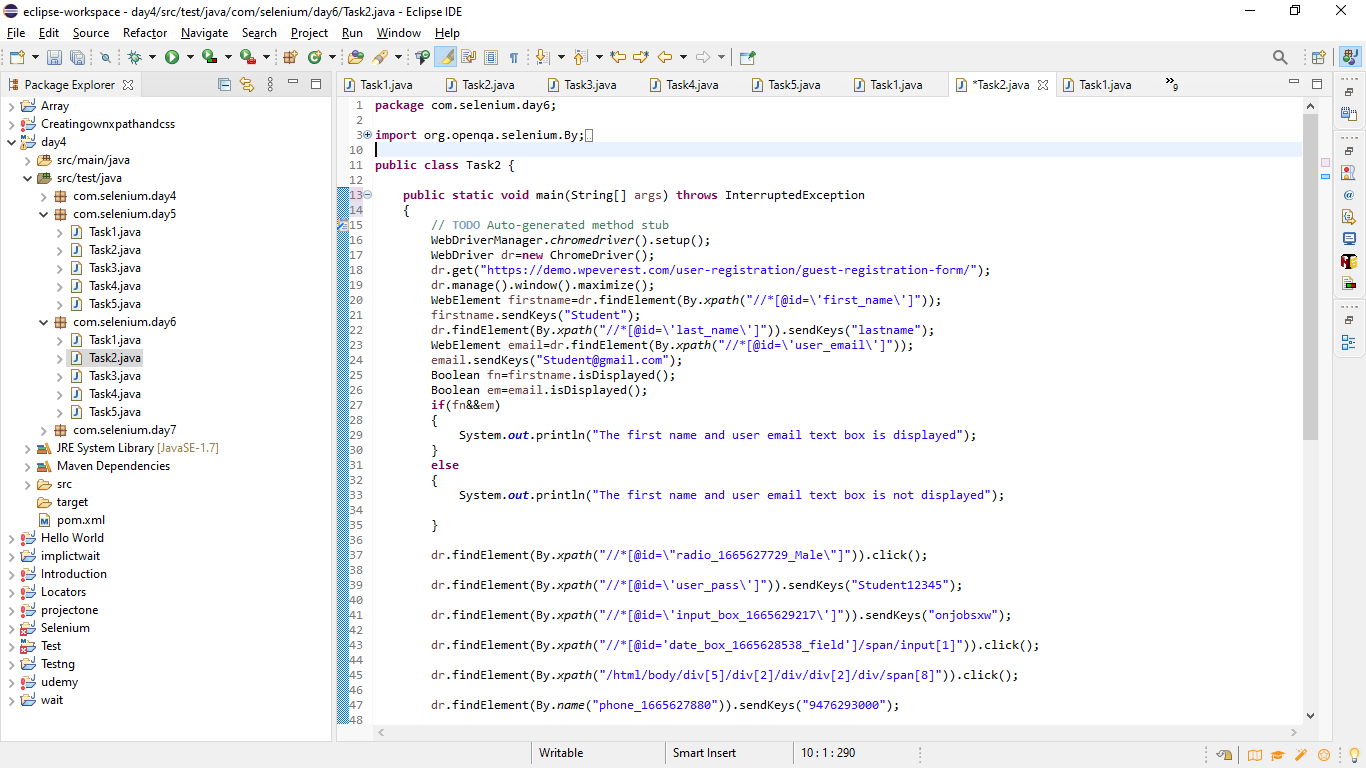 eclipse-workspace - day4/src/test/java/com/selenium/day6/Task2.java - Eclipse IDE
File Edit Source Refactor Navigate Search Project Run Window Help
Package Explorer
Array
Creatingownxpathandcss
day4
src/main/java
src/test/java
com.selenium.day4
com.selenium.day5
Task1.java
Task2.java
Task3.java
Task4.java
Task5.java
com.selenium.day6
Task1.java
Task2.java
Task3.java
Task4.java
Task5.java
com.selenium.day7
JRE System Library [JavaSE-1.7]
Maven Dependencies
src
target
pom.xml
Hello World
implictwait
Introduction
Locators
projectone
Selenium
Test
Testng
udemy
wait
Task1.java Task2.java Task3.java Task4.java Task5.java Task1.java *Task2.java Task1.java »9
1 package com.selenium.day6;
2
3 import org.openqa.selenium.By;
10
11 public class Task2 {
12
13 public static void main(String[] args) throws InterruptedException
14 {
15 // TODO Auto-generated method stub
16 WebDriverManager.chromedriver().setup();
17 WebDriver dr=new ChromeDriver();
18 dr.get("https://demo.wpeverest.com/user-registration/guest-registration-form/");
19 dr.manage().window().maximize();
20 WebElement firstname=dr.findElement(By.xpath("//*[@id=\'first_name\']"));
21 firstname.sendKeys("Student");
22 dr.findElement(By.xpath("//*[@id=\'last_name\']")).sendKeys("lastname");
23 WebElement email=dr.findElement(By.xpath("//*[@id=\'user_email\']"));
24 email.sendKeys("Student@gmail.com");
25 Boolean fn=firstname.isDisplayed();
26 Boolean em=email.isDisplayed();
27 if(fn&&em)
28 {
29 System.out.println("The first name and user email text box is displayed");
30 }
31 else
32 {
33 System.out.println("The first name and user email text box is not displayed");
34
35 }
36
37 dr.findElement(By.xpath("//*[@id=\"radio_1665627729_Male\"]")).click();
38
39 dr.findElement(By.xpath("//*[@id=\'user_pass\']")).sendKeys("Student12345");
40
41 dr.findElement(By.xpath("//*[@id=\'input_box_1665629217\']")).sendKeys("onjobsxw");
42
43 dr.findElement(By.xpath("//*[@id='date_box_1665628538_field']/span/input[1]")).click();
44
45 dr.findElement(By.xpath("/html/body/div[5]/div[2]/div/div[2]/div/span[8]")).click();
46
47 dr.findElement(By.name("phone_1665627880")).sendKeys("9476293000");
48
Writable Smart Insert 10 : 1 : 290